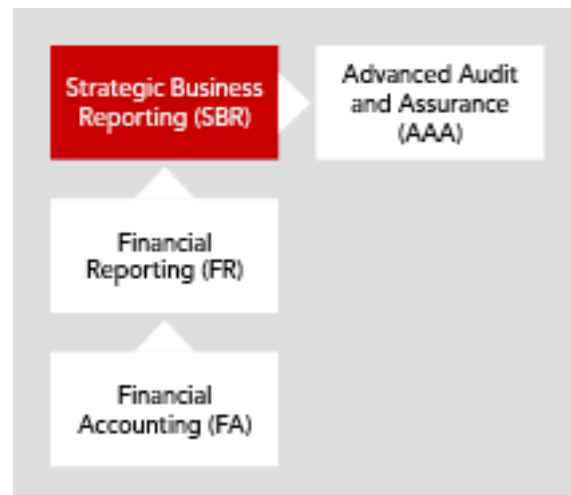 Strategic Business
Reporting (SBR)
Advanced Audit
and Assurance
(AAA)
Financial
Reporting (FR)
Financial
Accounting (FA)